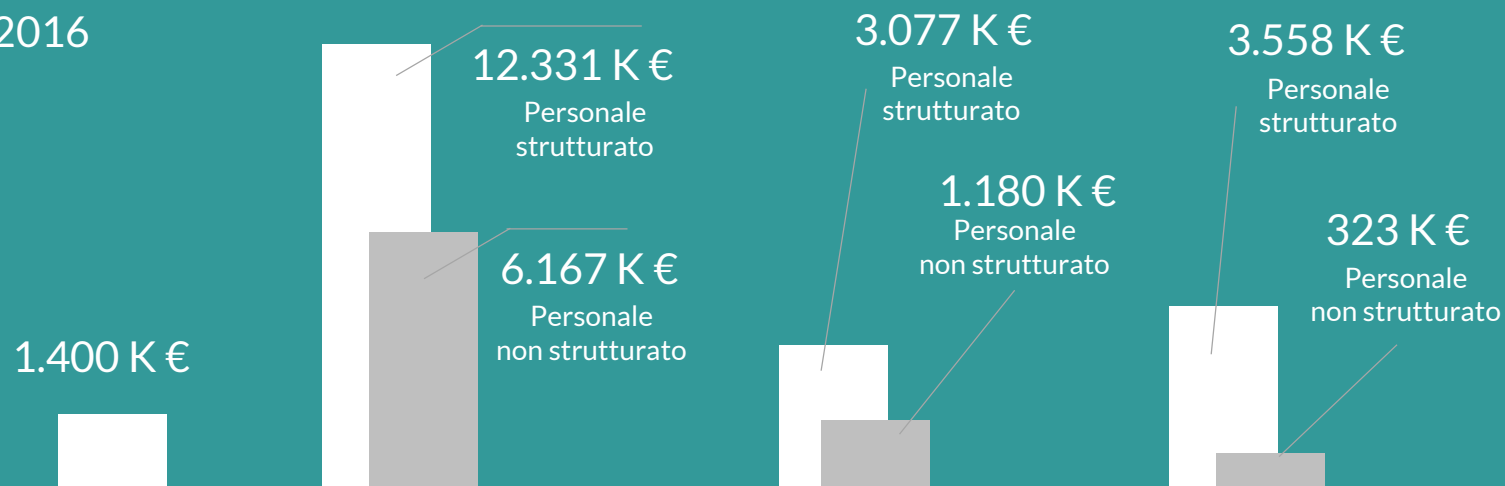 2016
1.400 K €
12.331 K €
Personale
strutturato
6.167 K €
Personale
non strutturato
3.077 K €
Personale
strutturato
1.180 K €
Personale
non strutturato
3.558 K €
Personale
strutturato
323 K €
Personale
non strutturato